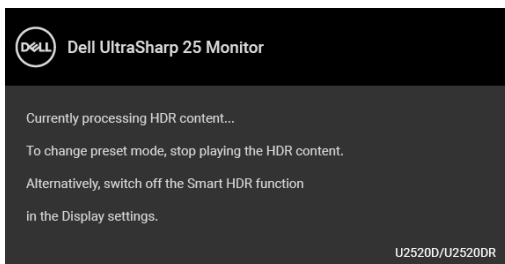 DELL
Dell UltraSharp 25 Monitor
Currently processing HDR content...
To change preset mode, stop playing the HDR content.
Alternatively, switch off the Smart HDR function
in the Display settings.
U2520D/U2520DR